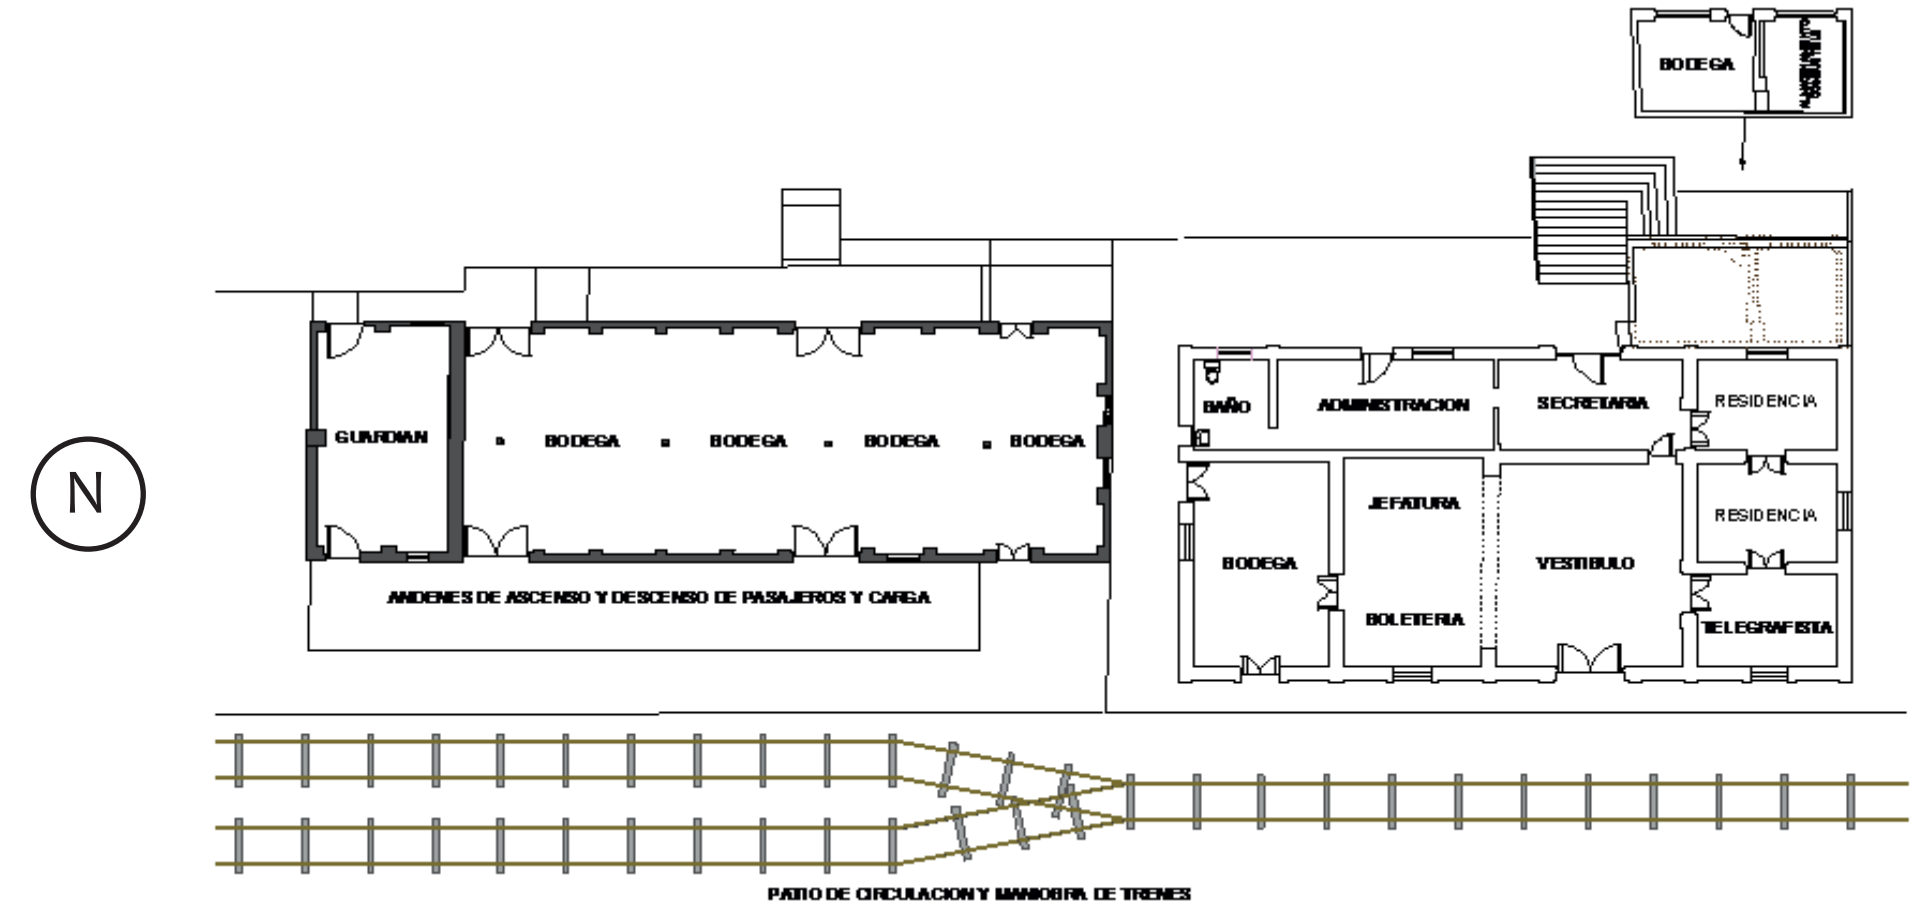 BODEGA
BAÑO
ADMINISTRACION
SECRETARIA
RESIDENCIA
GUARDIAN
BODEGA
BODEGA
BODEGA
BODEGA
N
JEFATURA
RESIDENCIA
BODEGA
VESTIBULO
ANDENES DE ASCENSO Y DESCENSO DE PASAJEROS Y CARGA
BOLETERIA
TELEGRAFISTA
PATIO DE CIRCULACION Y MANIOBRA DE TRENES